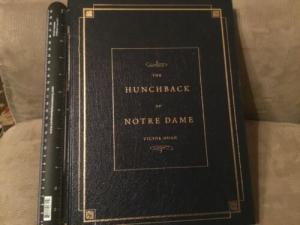 THE
HUNCHBACK
OF
NOTRE DAME
VICTOR HUGO